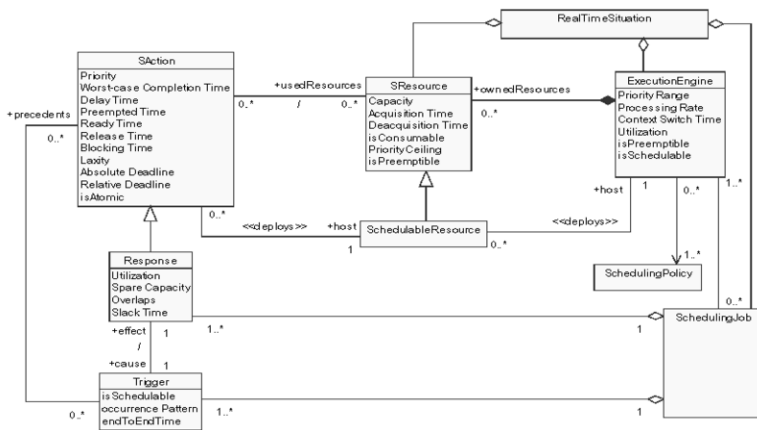 RealTimeSituation
SAction
Priority
Worst-case Completion Time
Delay Time
Preempted Time
Ready Time
Release Time
Blocking Time
Laxity
Absolute Deadline
Relative Deadline
isAtomic
+usedResources
0..*
/
0..*
SResource
Capacity
Acquisition Time
Deacquisition Time
isConsumable
PriorityCeiling
isPreemptible
+ownedResources
0..*
ExecutionEngine
Priority Range
Processing Rate
Context Switch Time
Utilization
isPreemptible
isSchedulable
+precedents
0..*
+host
1
0..*
1..*
0..*
<<deploys>>
+host
1
SchedulableResource
<<deploys>>
0..*
Response
Utilization
Spare Capacity
Overlaps
Slack Time
1..*
SchedulingPolicy
0..*
SchedulingJob
1..*
1
+effect
1
/
+cause
1
Trigger
isSchedulable
occurrence Pattern
endToEndTime
0..*
1..*
1